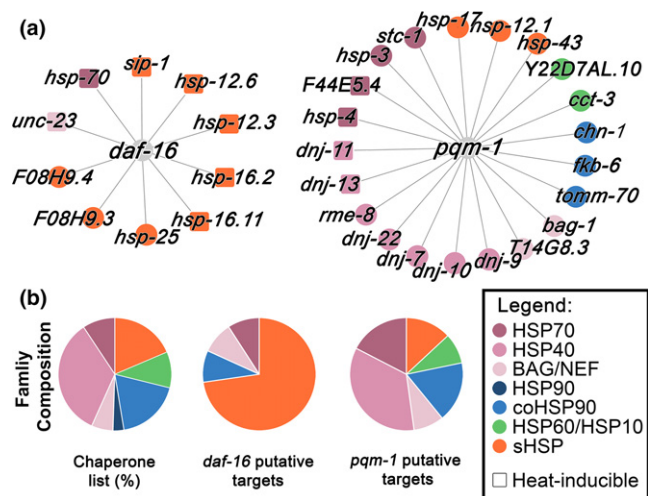 (a)
sip-1
hsp-70
hsp-12.6
unc-23
hsp-12.3
daf-16
F08H9.4
hsp-16.2
F08H9.3
hsp-16.11
hsp-25
hsp-17
stc-1
hsp-12.1
hsp-3
hsp-43
F44E5.4
Y22D7AL.10
hsp-4
cct-3
dnj-11
pqm-1
chn-1
dnj-13
fkb-6
rme-8
tomm-70
dnj-22
bag-1
dnj-7
T14G8.3
dnj-10
dnj-9
(b)
Famliy
Composition
Chaperone
list (%)
daf-16 putative
targets
pqm-1 putative
targets
Legend:
HSP70
HSP40
BAG/NEF
HSP90
coHSP90
HSP60/HSP10
sHSP
Heat-inducible